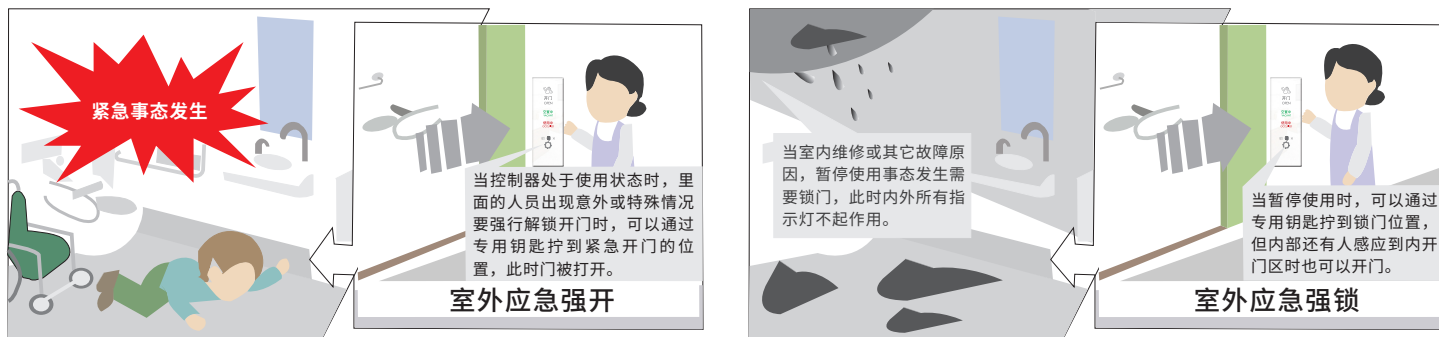 紧急事态发生
开门
OPEN
当控制器处于使用状态时，里
面的人员出现意外或特殊情况
要强行解锁开门时，可以通过
专用钥匙拧到紧急开门的位
置，此时门被打开。
室外应急强开
当室内维修或其它故障原
因，暂停使用事态发生需
要锁门，此时内外所有指
示灯不起作用。
当暂停使用时，可以通过
专用钥匙拧到锁门位置，
但内部还有人感应到内开
门区时也可以开门。
室外应急强锁